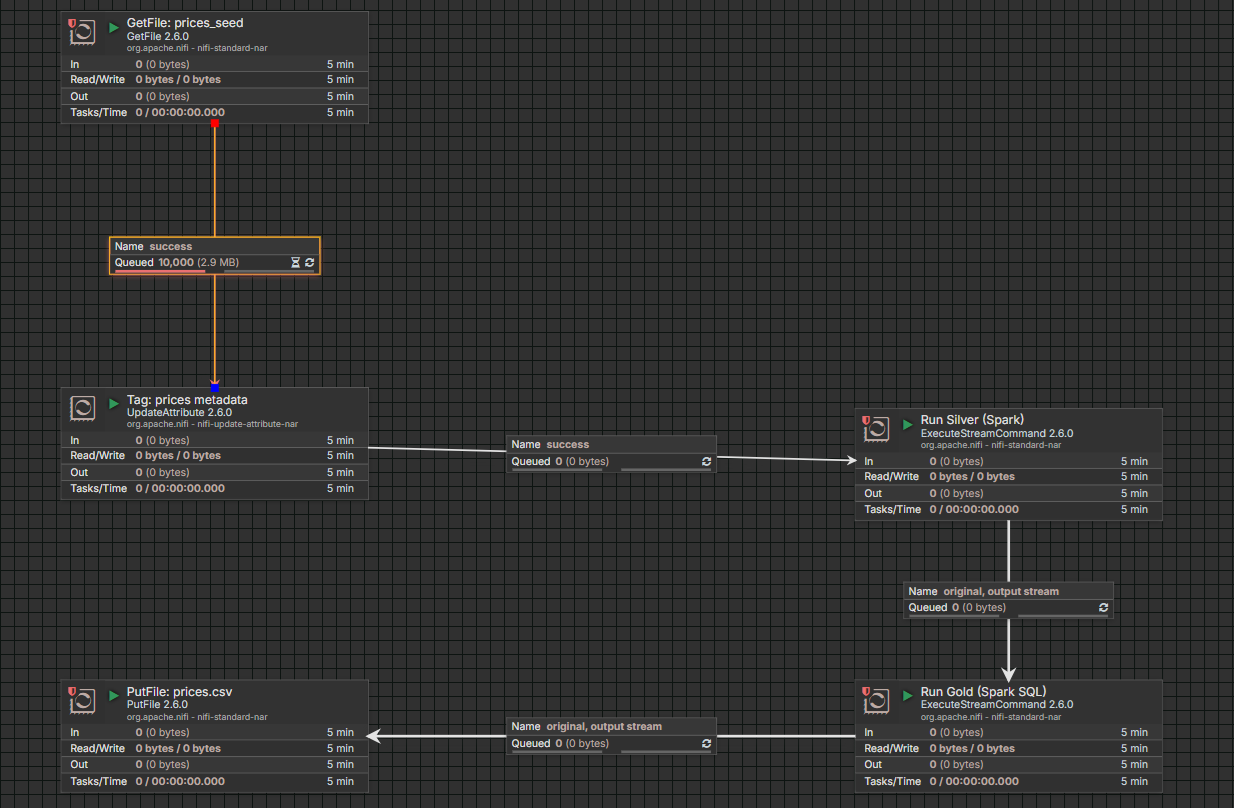 GetFile: prices_seed
GetFile 2.6.0
org.apache.nifi - nifi-standard-nar
In 0 (0 bytes) 5 min
Read/Write 0 bytes / 0 bytes 5 min
Out 0 (0 bytes) 5 min
Tasks/Time 0 / 00:00:00.000 5 min
Name success
Queued 10,000 (2.9 MB)
Tag: prices metadata
UpdateAttribute 2.6.0
org.apache.nifi - nifi-update-attribute-nar
In 0 (0 bytes) 5 min
Read/Write 0 bytes / 0 bytes 5 min
Out 0 (0 bytes) 5 min
Tasks/Time 0 / 00:00:00.000 5 min
Name success
Queued 0 (0 bytes)
Run Silver (Spark)
ExecuteStreamCommand 2.6.0
org.apache.nifi - nifi-standard-nar
In 0 (0 bytes) 5 min
Read/Write 0 bytes / 0 bytes 5 min
Out 0 (0 bytes) 5 min
Tasks/Time 0 / 00:00:00.000 5 min
Name original, output stream
Queued 0 (0 bytes)
Run Gold (Spark SQL)
ExecuteStreamCommand 2.6.0
org.apache.nifi - nifi-standard-nar
In 0 (0 bytes) 5 min
Read/Write 0 bytes / 0 bytes 5 min
Out 0 (0 bytes) 5 min
Tasks/Time 0 / 00:00:00.000 5 min
Name original, output stream
Queued 0 (0 bytes)
PutFile: prices.csv
PutFile 2.6.0
org.apache.nifi - nifi-standard-nar
In 0 (0 bytes) 5 min
Read/Write 0 bytes / 0 bytes 5 min
Out 0 (0 bytes) 5 min
Tasks/Time 0 / 00:00:00.000 5 min